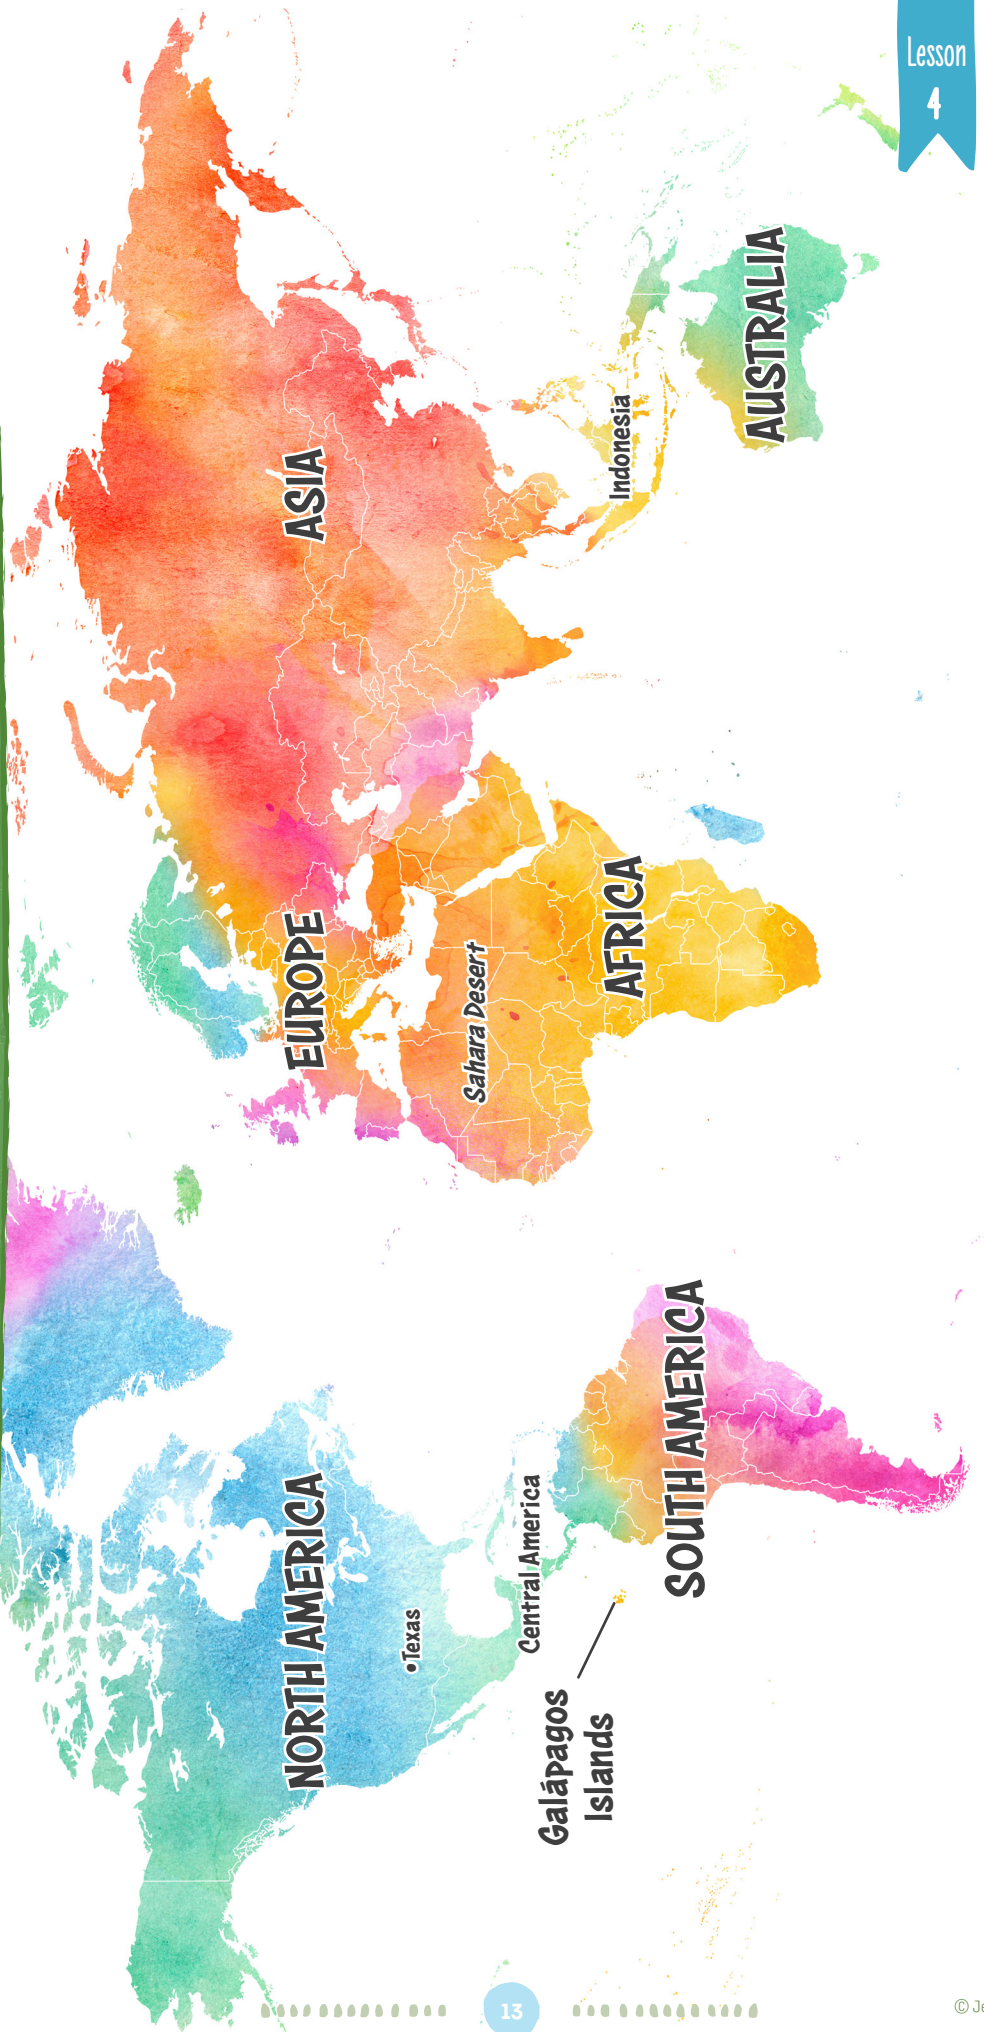 Lesson
4
NORTH AMERICA
•Texas
Central America
Galápagos
Islands
SOUTH AMERICA
EUROPE
Sahara Desert
AFRICA
ASIA
Indonesia
AUSTRALIA
13